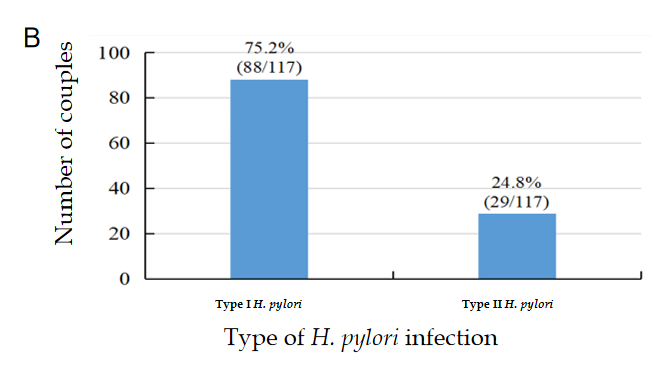 B
Number of couples
100
80
60
40
20
0
75.2%
(88/117)
24.8%
(29/117)
Type I H. pylori
Type II H. pylori
Type of H. pylori infection